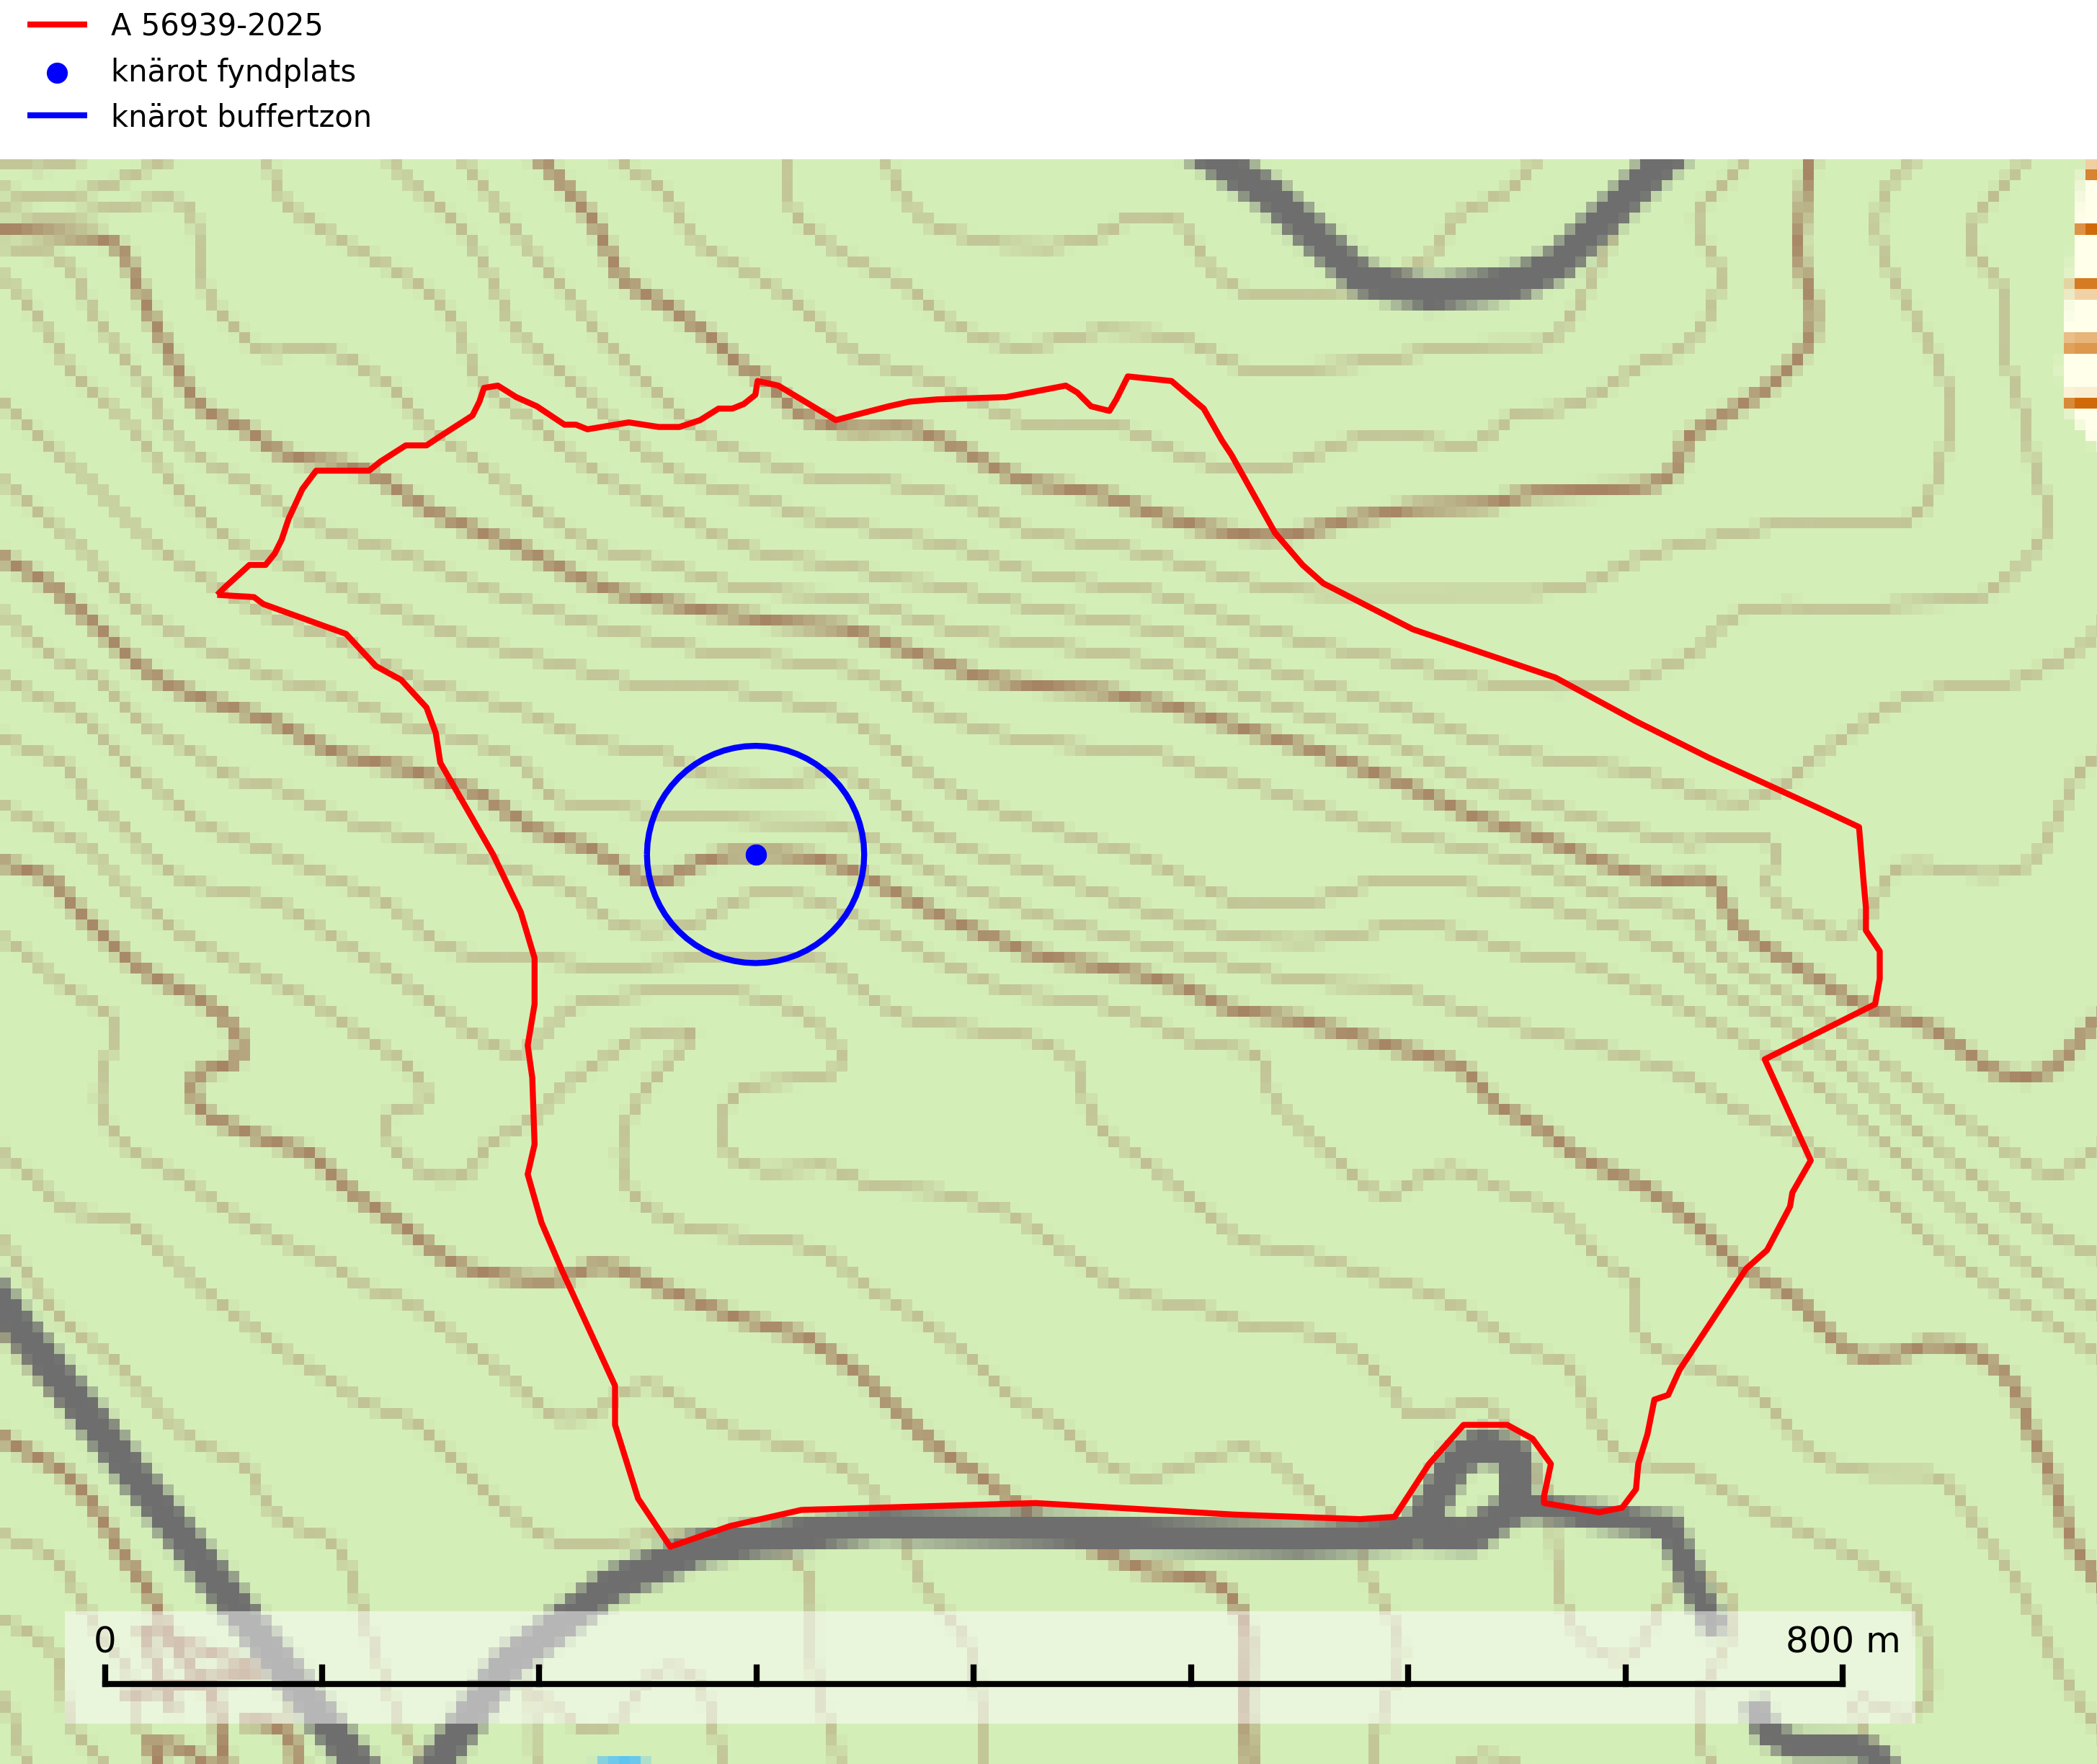 A 56939-2025
knärot fyndplats
knärot buffertzon
0 800 m